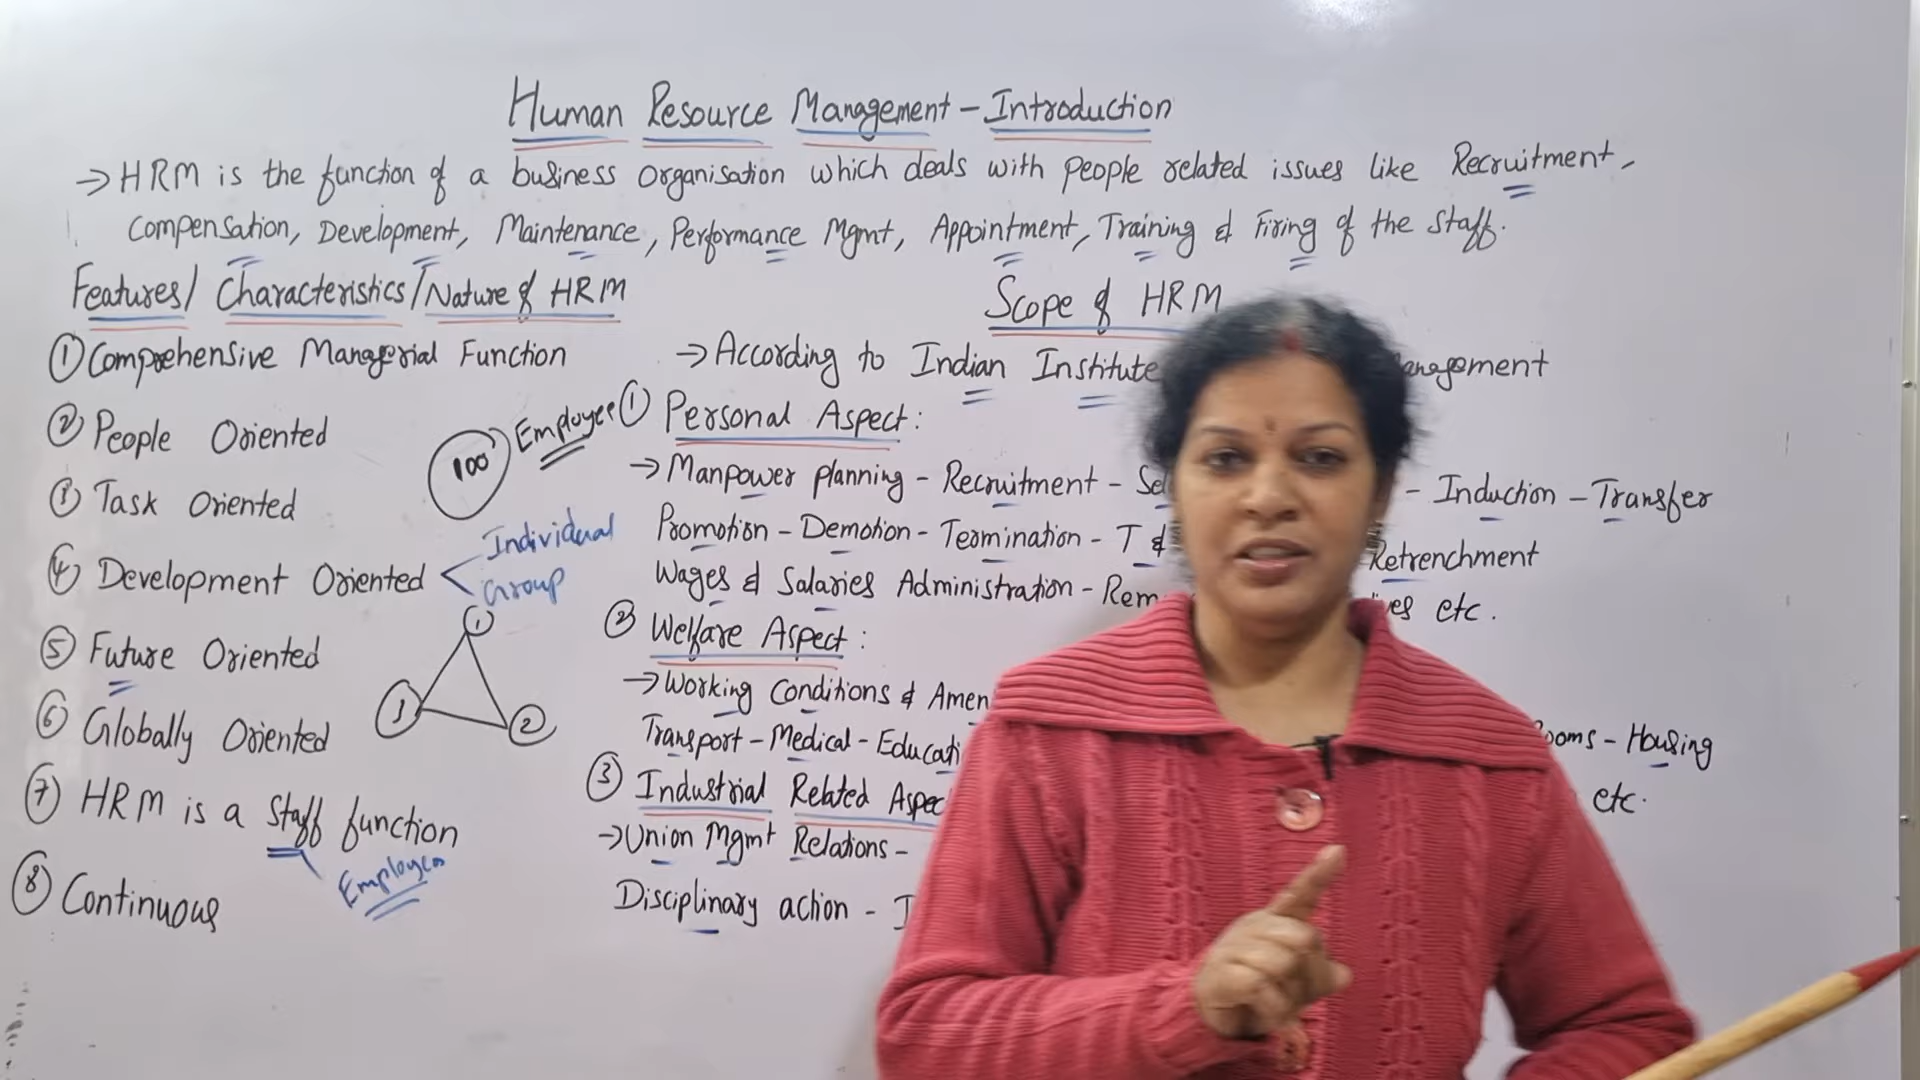 Human Resource Management - Introduction
→ HRM is the function of a business organisation which deals with people related issues like Recruitment,
Compensation, Development, Maintenance, Performance Mgmt, Appointment, Training & Firing of the staff.
Features/ Characteristics/ Nature of HRM
① Comprehensive Managerial Function
② People Oriented
③ Task Oriented
④ Development Oriented
Individual
Group
⑤ Future Oriented
⑥ Globally Oriented
⑦ HRM is a Staff function
Employees
⑧ Continuous
100
Employee
1
3
2
Scope of HRM
→ According to Indian Institute
① Personal Aspect:
→ Manpower planning - Recruitment - - Induction - Transfer
Promotion - Demotion - Termination - T & Retrenchment
Wages & Salaries Administration - etc.
② Welfare Aspect:
→ Working Conditions &
Transport - Medical - - Housing
etc.
③ Industrial Related
→ Union Mgmt Relations -
Disciplinary action -